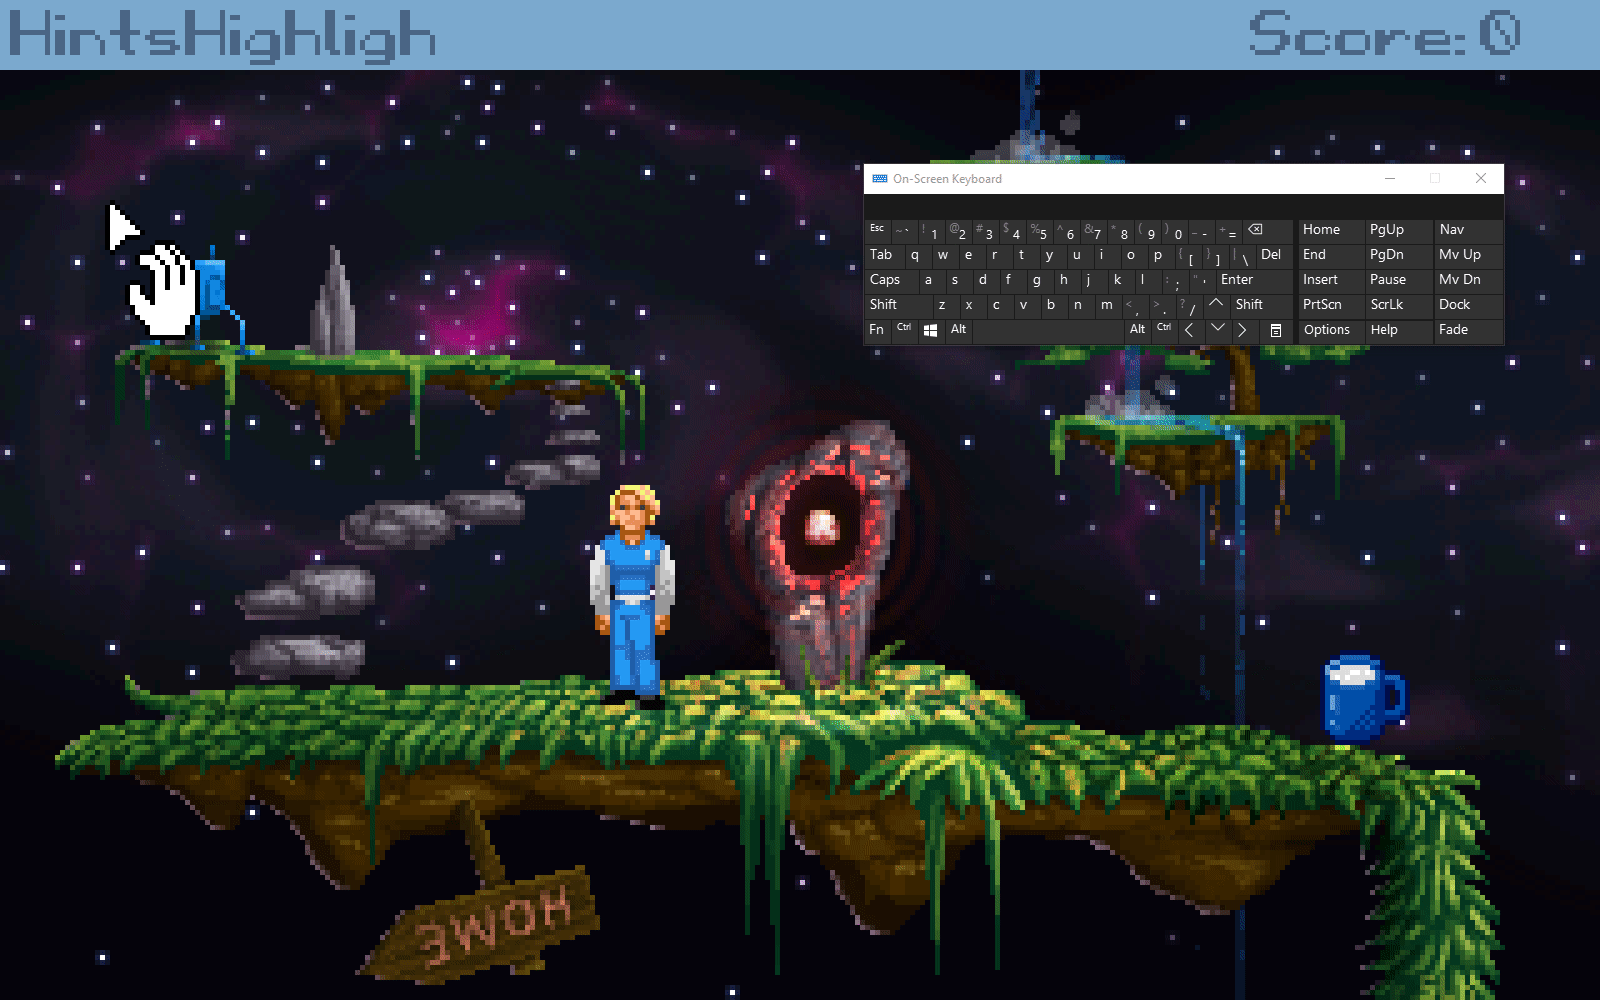 HintsHighligh
Score:0
On-Screen Keyboard
Esc ~ ` ! 1 @ 2 # 3 $ 4 % 5 ^ 6 & 7 * 8 ( 9 ) 0 _ - + = Home PgUp Nav
Tab q w e r t y u i o p { [ } ] | \ Del End PgDn Mv Up
Caps a s d f g h j k l : ; " ' Enter Insert Pause Mv Dn
Shift z x c v b n m < , > . ? / Shift PrtScn ScrLk Dock
Fn Ctrl Alt Alt Ctrl Options Help Fade
HOME